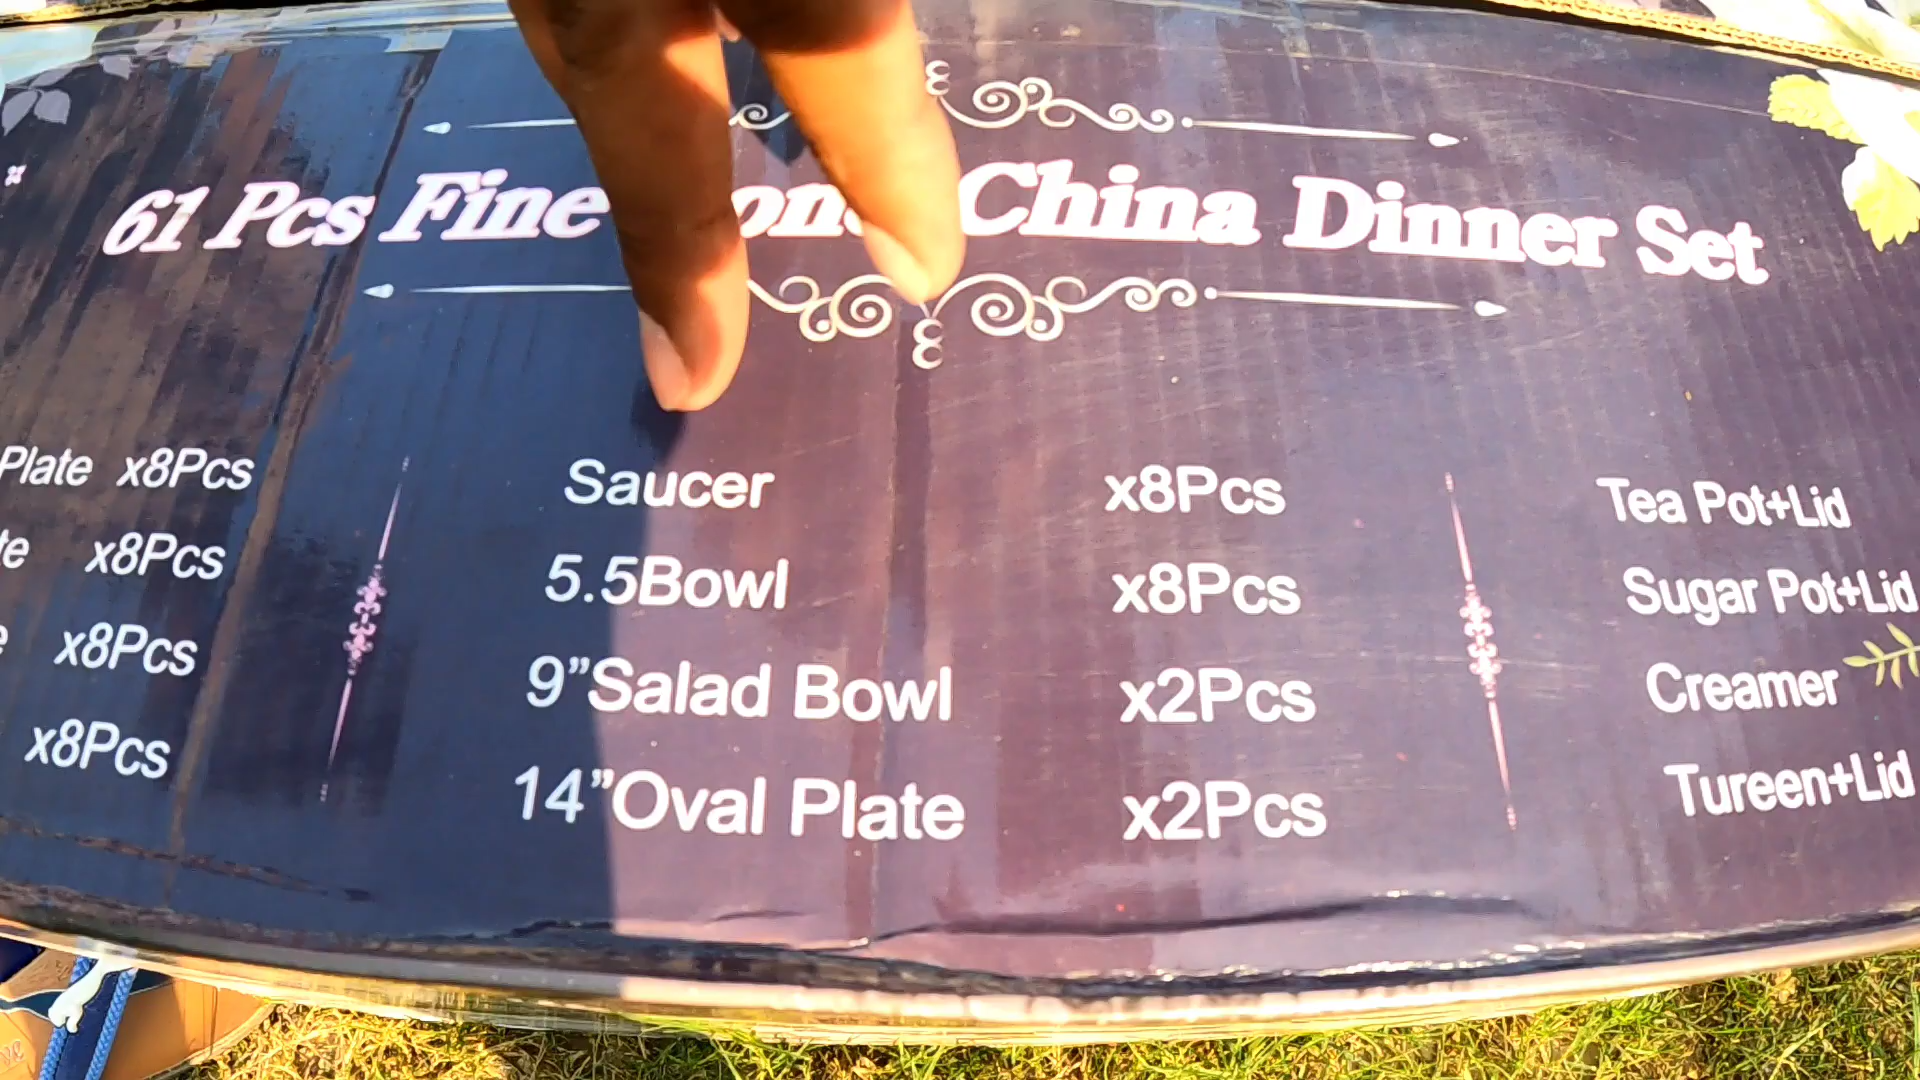 61 Pcs Fine China Dinner Set
Plate x8Pcs
x8Pcs
x8Pcs
x8Pcs
Saucer x8Pcs
5.5Bowl x8Pcs
9”Salad Bowl x2Pcs
14”Oval Plate x2Pcs
Tea Pot+Lid
Sugar Pot+Lid
Creamer
Tureen+Lid